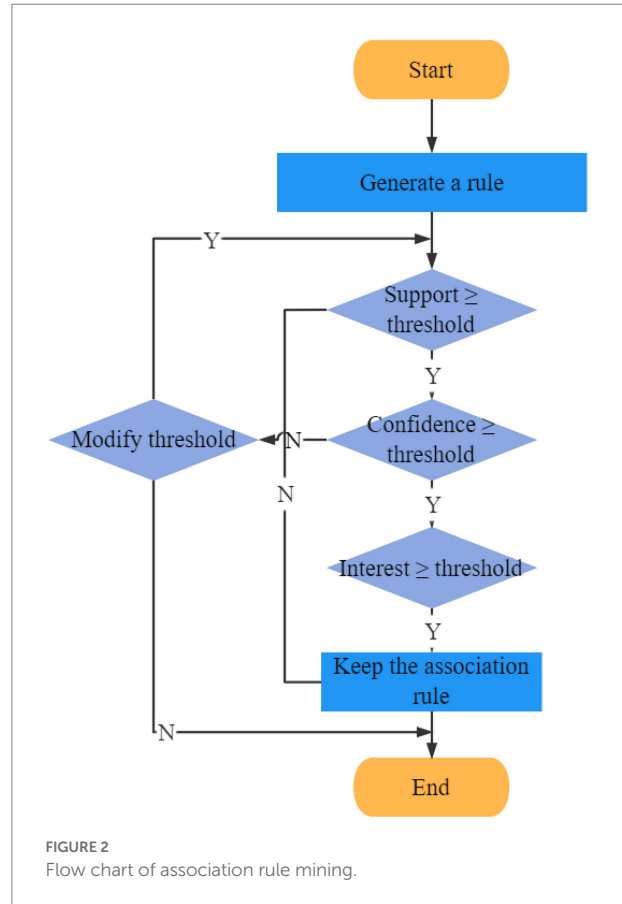 Start
Generate a rule
Y
Support ≥
threshold
Y
Modify threshold
N
Confidence ≥
threshold
N
Y
Interest ≥ threshold
Y
Keep the association
rule
N
End
FIGURE 2
Flow chart of association rule mining.